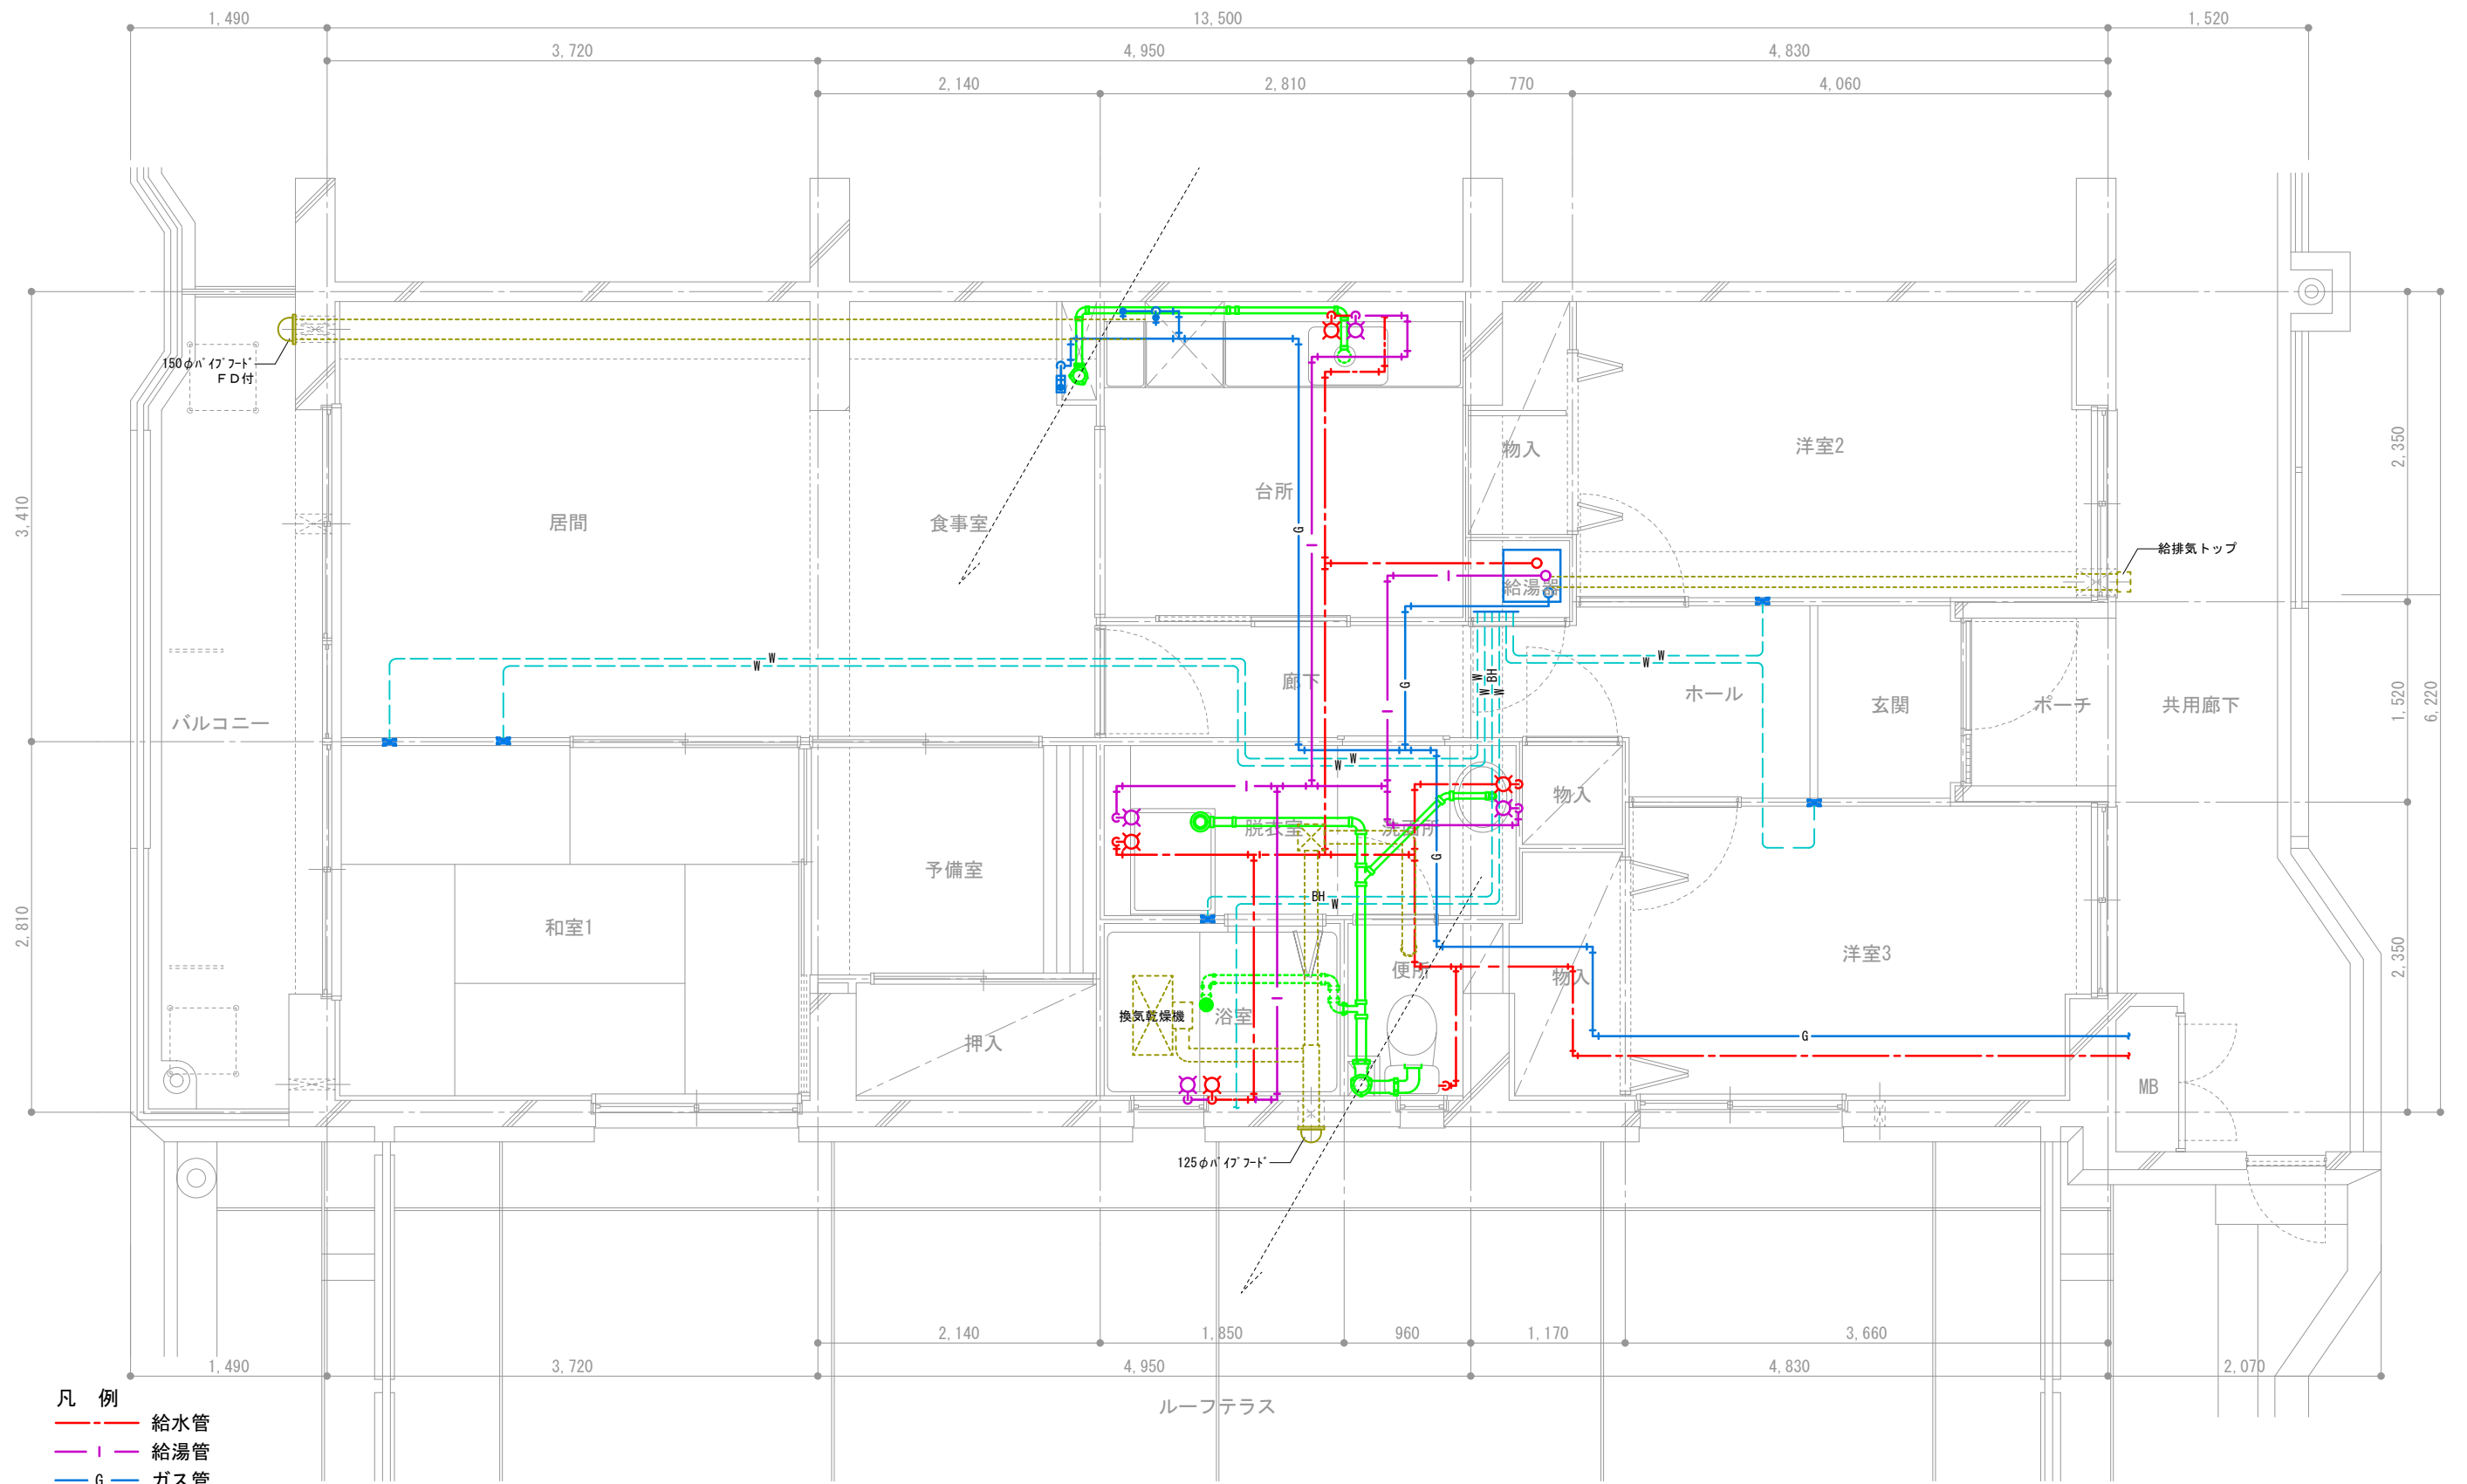 1,490
13,500
1,520
3,720
4,950
4,830
2,140
2,810
770
4,060
150φﾊﾟｲﾌﾟﾌｰﾄﾞ
ＦＤ付
物入
洋室2
2,350
台所
3,410
居間
食事室
G
給排気トップ
給湯器
W
W
W
W
W
BH
W
W
G
廊下
ホール
玄関
ポーチ
共用廊下
1,520
6,220
バルコニー
W
W
物入
脱衣室
洗面所
G
予備室
BH
W
和室1
2,810
洋室3
2,350
便所
物入
換気乾燥機
浴室
押入
G
MB
125φﾊﾟｲﾌﾟﾌｰﾄﾞ
2,140
1,850
960
1,170
3,660
1,490
3,720
4,950
4,830
2,070
凡　例
ルーフテラス
給水管
給湯管
G
ガス管